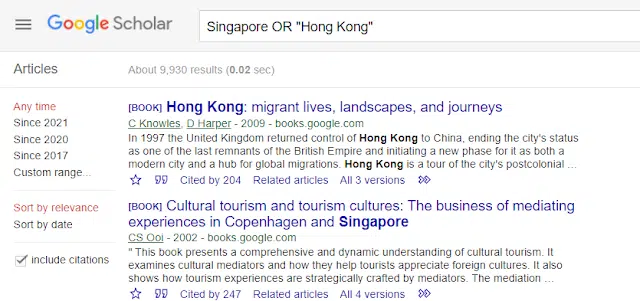 Google Scholar
Singapore OR "Hong Kong"
Articles
About 9,930 results (0.02 sec)
Any time
Since 2021
Since 2020
Since 2017
Custom range...
Sort by relevance
Sort by date
include citations
[BOOK] Hong Kong: migrant lives, landscapes, and journeys
C Knowles, D Harper - 2009 - books.google.com
In 1997 the United Kingdom returned control of Hong Kong to China, ending the city's status
as one of the last remnants of the British Empire and initiating a new phase for it as both a
modern city and a hub for global migrations. Hong Kong is a tour of the city's postcolonial ...
Cited by 204 Related articles All 3 versions
[BOOK] Cultural tourism and tourism cultures: The business of mediating
experiences in Copenhagen and Singapore
CS Ooi - 2002 - books.google.com
" This book presents a comprehensive and dynamic understanding of cultural tourism. It
examines cultural mediators and how they help tourists appreciate foreign cultures. It also
shows how tourism experiences are strategically crafted by mediators. The mediation ...
Cited by 247 Related articles All 4 versions